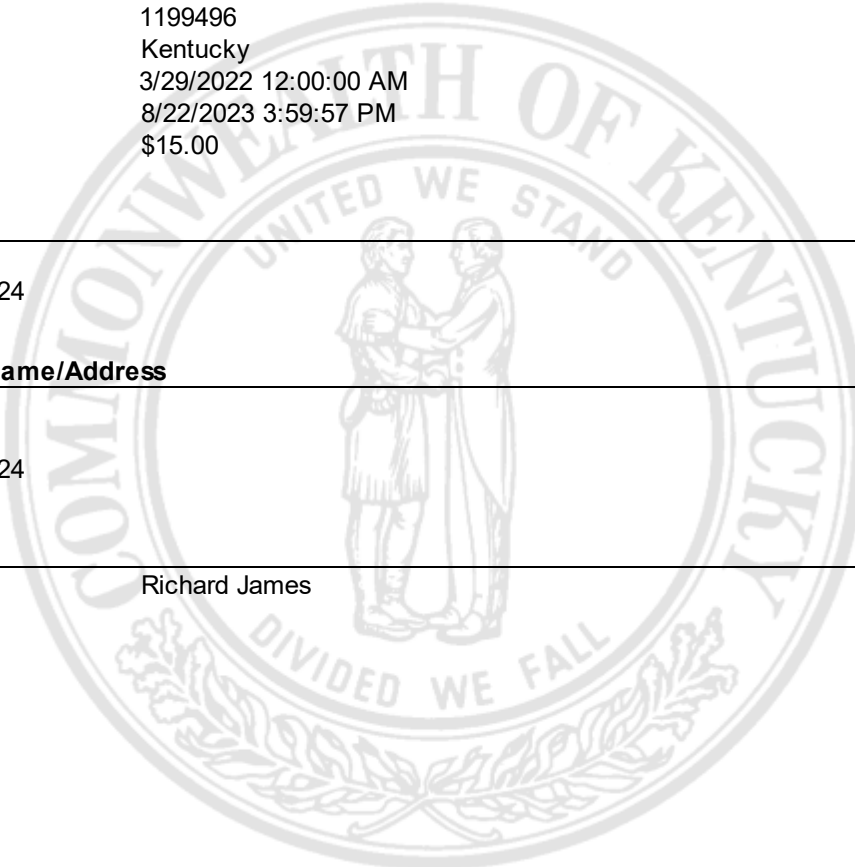 1199496
Kentucky
3/29/2022 12:00:00 AM
8/22/2023 3:59:57 PM
$15.00
COMMONWEALTH OF KENTUCKY
UNITED WE STAND
24
ame/Address
24
Richard James
DIVIDED WE FALL